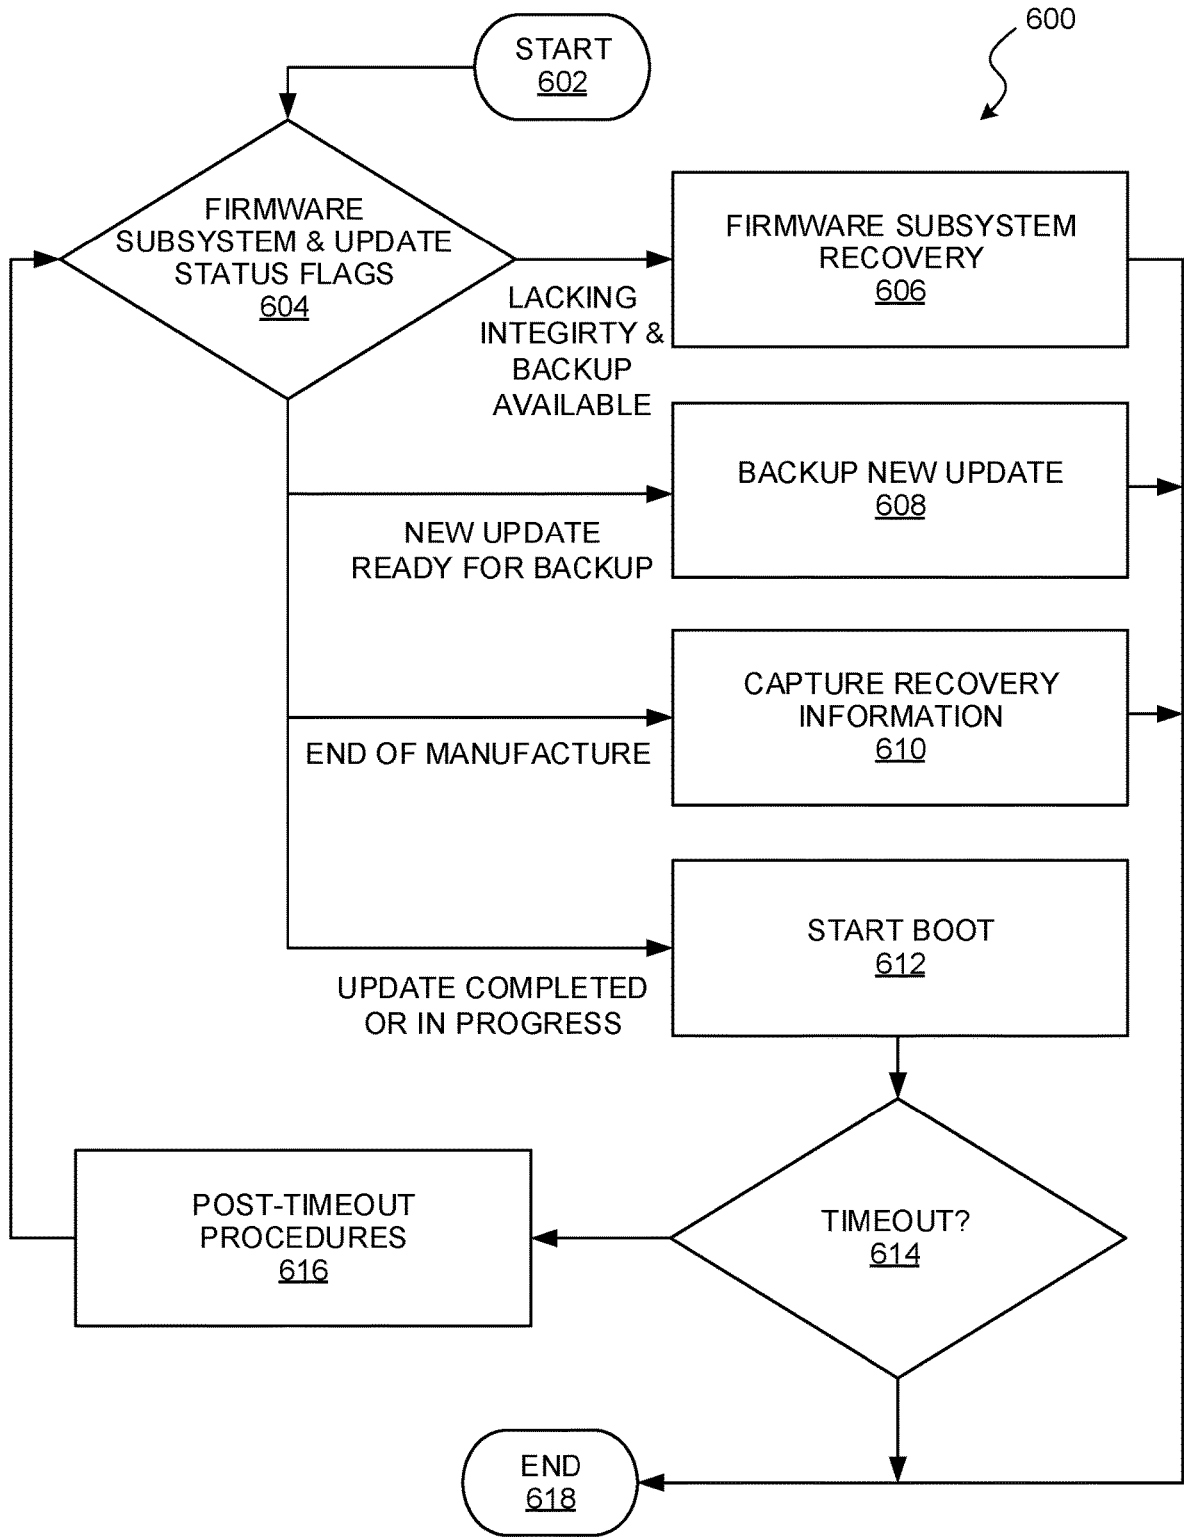 600
START
602
FIRMWARE
SUBSYSTEM & UPDATE
STATUS FLAGS
604
FIRMWARE SUBSYSTEM
RECOVERY
606
LACKING
INTEGIRTY &
BACKUP
AVAILABLE
BACKUP NEW UPDATE
608
NEW UPDATE
READY FOR BACKUP
CAPTURE RECOVERY
INFORMATION
610
END OF MANUFACTURE
START BOOT
612
UPDATE COMPLETED
OR IN PROGRESS
TIMEOUT?
614
POST-TIMEOUT
PROCEDURES
616
END
618